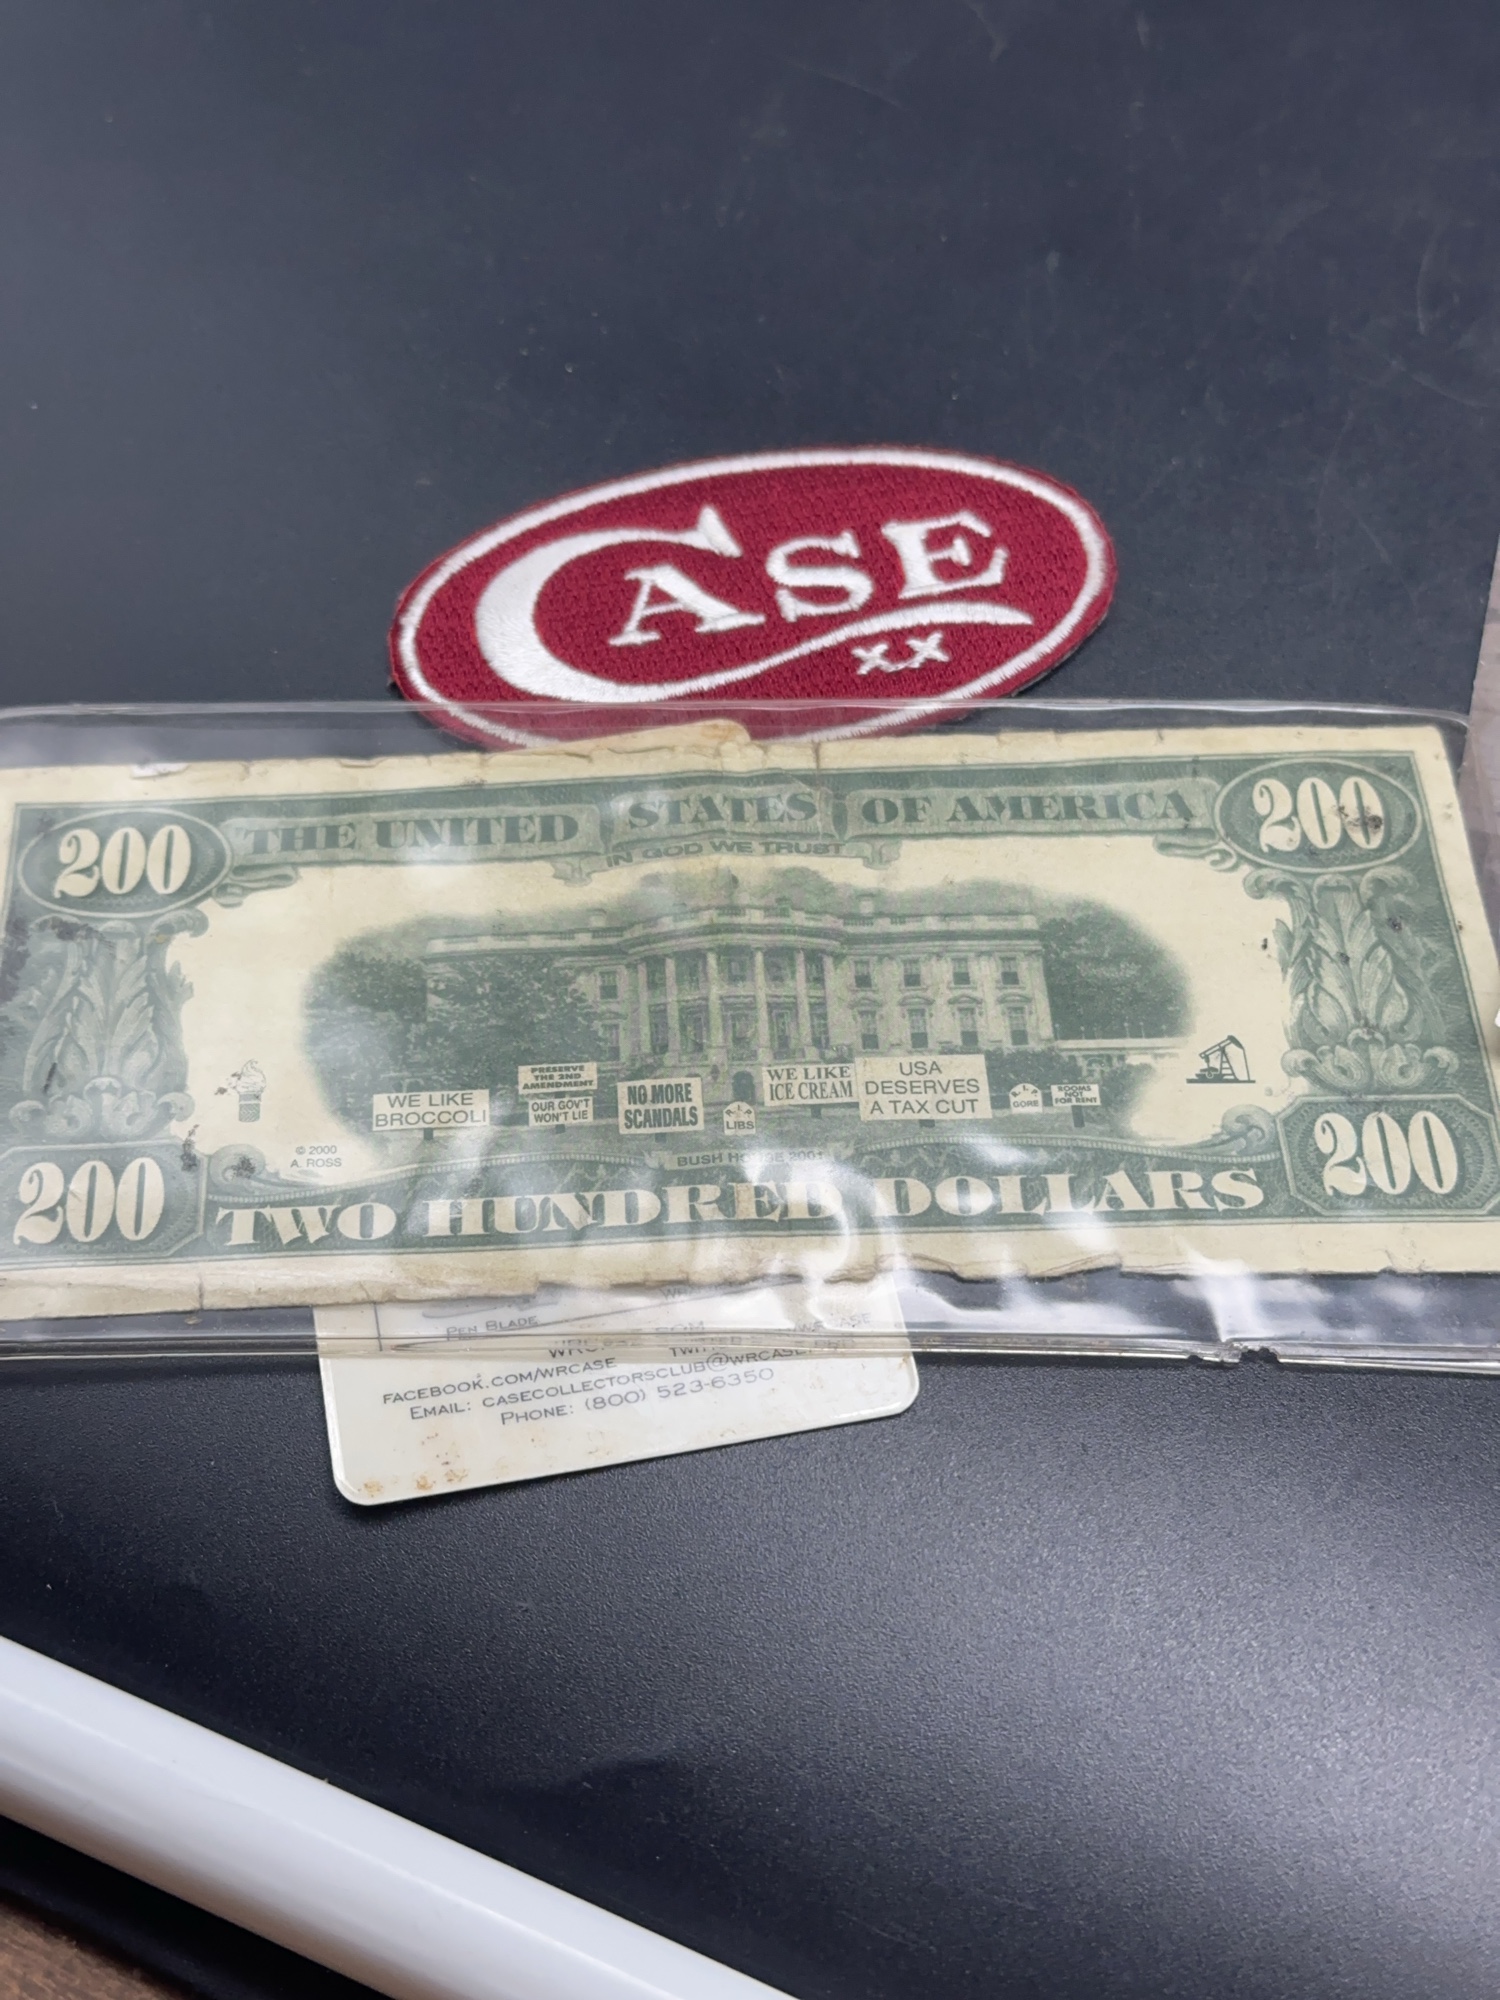 CASE
XX
200 THE UNITED STATES OF AMERICA 200
IN GOD WE TRUST
PRESERVE
THE 2ND
AMENDMENT
WE LIKE
BROCCOLI
OUR GOV'T
WON'T LIE
NO MORE
SCANDALS
LIBS
WE LIKE
ICE CREAM
USA
DESERVES
A TAX CUT
GORE
ROOMS
NOT
FOR RENT
© 2000
A. ROSS
BUSH HOUSE 2001
200 TWO HUNDRED DOLLARS 200
PEN BLADE
FACEBOOK.COM/WRCASE
EMAIL: CASECOLLECTORSCLUB@WRCASE
PHONE: (800) 523-6350